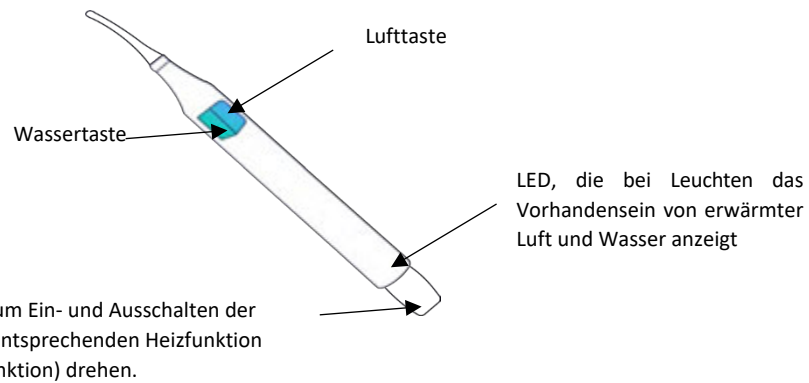 Lufttaste
Wassertaste
LED, die bei Leuchten das
Vorhandensein von erwärmter
Luft und Wasser anzeigt
um Ein- und Ausschalten der
ntsprechenden Heizfunktion
nktion) drehen.